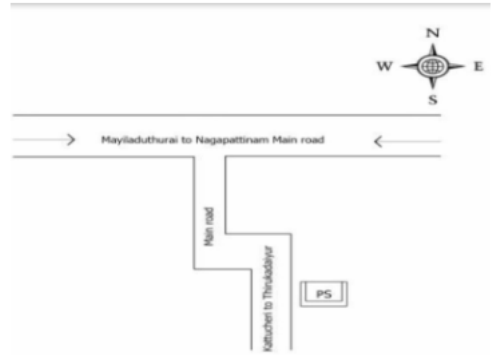 N
W E
S
Mayiladuthurai to Nagapattinam Main road
Main road
Kattucheri to Thirukadaiyur
PS